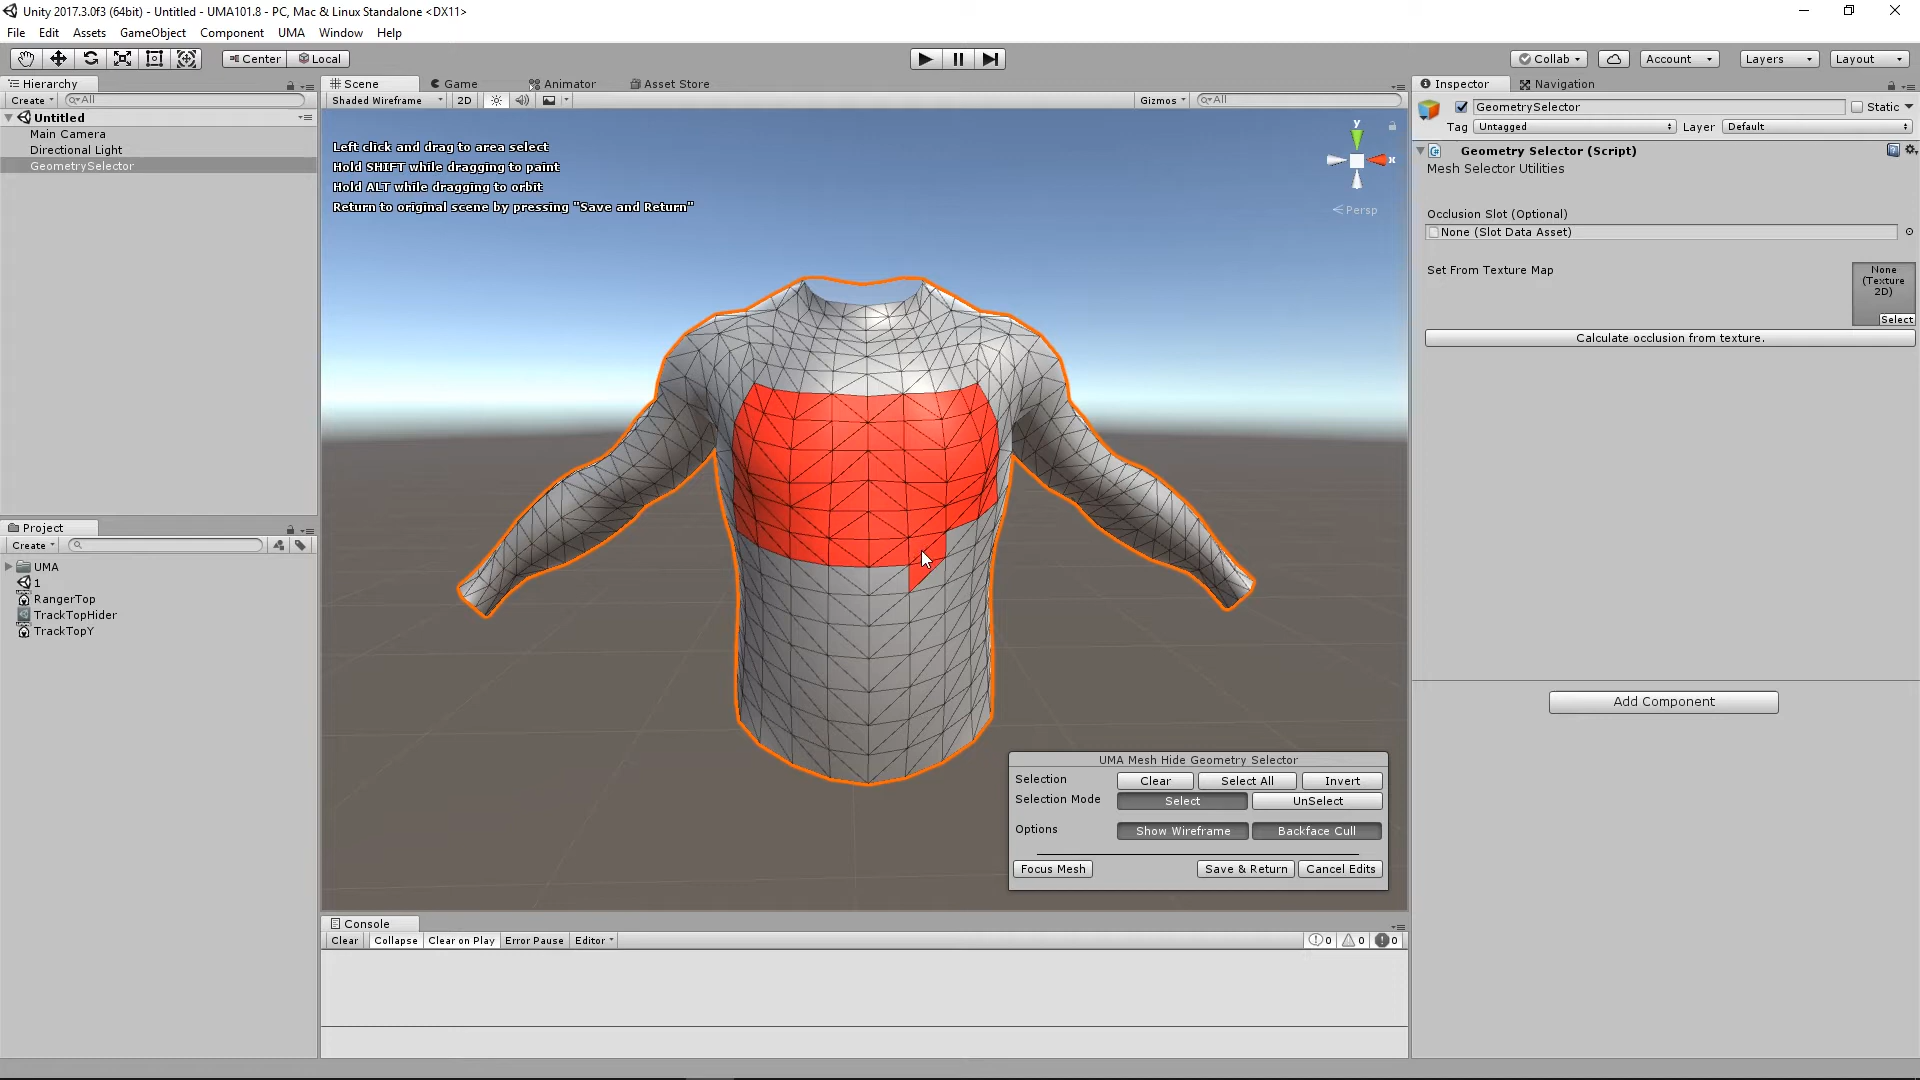 Unity 2017.3.0f3 (64bit) - Untitled - UMA101.8 - PC, Mac & Linux Standalone <DX11>
File Edit Assets GameObject Component UMA Window Help
Center Local
Collab Account Layers Layout
Hierarchy
Create All
Untitled
Main Camera
Directional Light
GeometrySelector
Project
Create
UMA
1
RangerTop
TrackTopHider
TrackTopY
Scene Game Animator Asset Store
Shaded Wireframe 2D Gizmos All
Left click and drag to area select
Hold SHIFT while dragging to paint
Hold ALT while dragging to orbit
Return to original scene by pressing "Save and Return"
y
x
Persp
UMA Mesh Hide Geometry Selector
Selection Clear Select All Invert
Selection Mode Select UnSelect
Options Show Wireframe Backface Cull
Focus Mesh Save & Return Cancel Edits
Console
Clear Collapse Clear on Play Error Pause Editor 0 0 0
Inspector Navigation
GeometrySelector Static
Tag Untagged Layer Default
Geometry Selector (Script)
Mesh Selector Utilities
Occlusion Slot (Optional)
None (Slot Data Asset)
Set From Texture Map
None
(Texture
2D)
Select
Calculate occlusion from texture.
Add Component